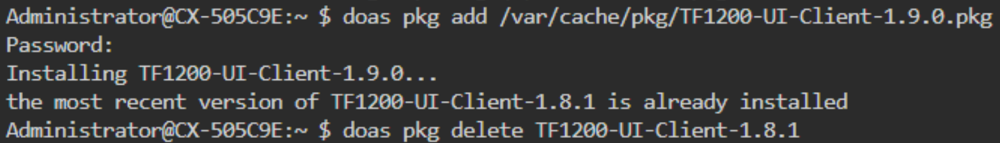 Administrator@CX-505C9E:~ $ doas pkg add /var/cache/pkg/TF1200-UI-Client-1.9.0.pkg
Password:
Installing TF1200-UI-Client-1.9.0...
the most recent version of TF1200-UI-Client-1.8.1 is already installed
Administrator@CX-505C9E:~ $ doas pkg delete TF1200-UI-Client-1.8.1